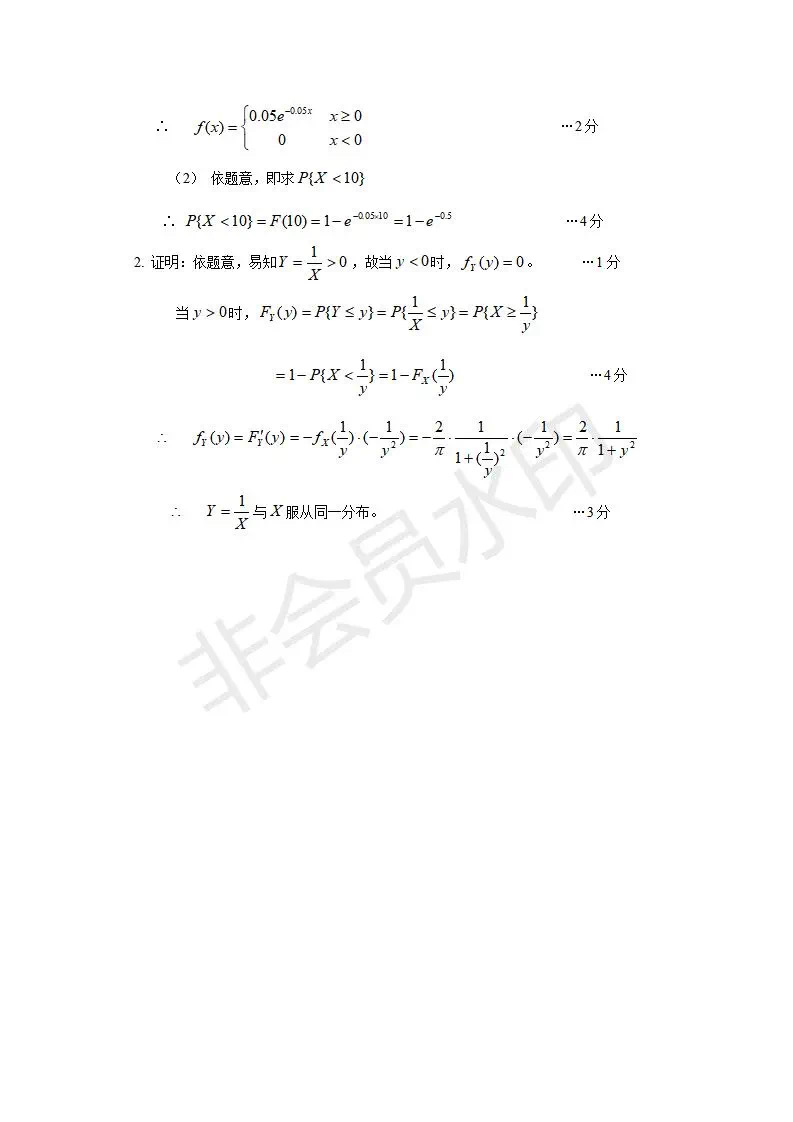 ∴ f(x) = { 0.05e^{-0.05x} x ≥ 0
0 x < 0 …2分
（2） 依题意，即求 P{X < 10}
∴ P{X < 10} = F(10) = 1 − e^{−0.05×10} = 1 − e^{−0.5} …4分
2. 证明：依题意，易知 Y = 1/X > 0，故当 y < 0 时，f_Y(y) = 0。 …1分
当 y > 0 时，F_Y(y) = P{Y ≤ y} = P{1/X ≤ y} = P{X ≥ 1/y}
= 1 − P{X < 1/y} = 1 − F_X(1/y) …4分
∴ f_Y(y) = F_Y′(y) = −f_X(1/y)·(−1/y²) = −2/π · 1/(1+(1/y)²) · (−1/y²) = 2/π · 1/(1+y²)
∴ Y = 1/X 与 X 服从同一分布。 …3分
非会员水印